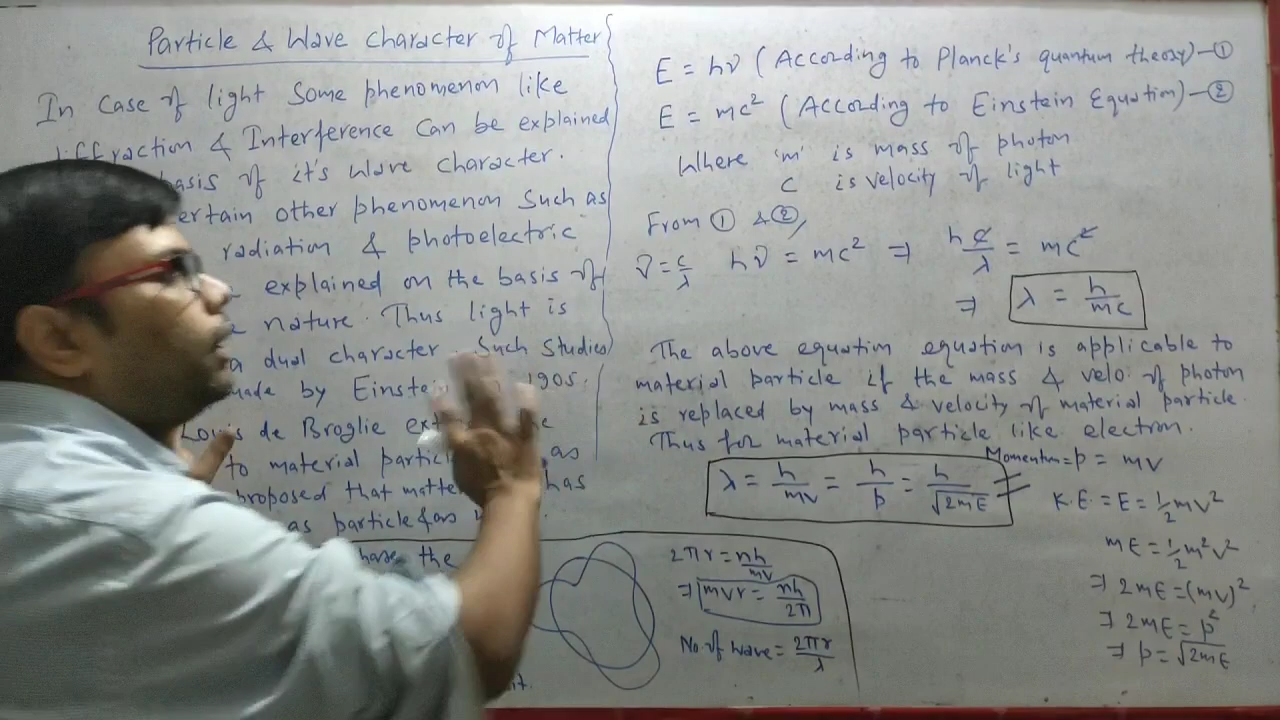 Particle & Wave Character of Matter
In case of light some phenomenon like
diffraction & Interference can be explained
basis of it's wave character.
certain other phenomenon such as
radiation & photoelectric
explained on the basis of
nature. Thus light is
a dual character. Such studies
made by Einstein 1905.
Louis de Broglie
to material as
proposed that has
as particle & as
have the
E = hν (According to Planck's quantum theory) —①
E = mc² (According to Einstein Equation) —②
Where 'm' is mass of photon
c is velocity of light
From ① & ②,
ν = c/λ hν = mc² ⇒ hc/λ = mc²
⇒ λ = h/mc
The above equation equation is applicable to
material particle if the mass & velo. of photon
is replaced by mass & velocity of material particle.
Thus for material particle like electron.
λ = h/mv = h/p = h/√2mE
Momentum = p = mv
K.E. = E = ½mv²
mE = ½m²v²
⇒ 2mE = (mv)²
⇒ 2mE = p²
⇒ p = √2mE
2πr = nh/mv
⇒ mvr = nh/2π
No. of wave = 2πr/λ